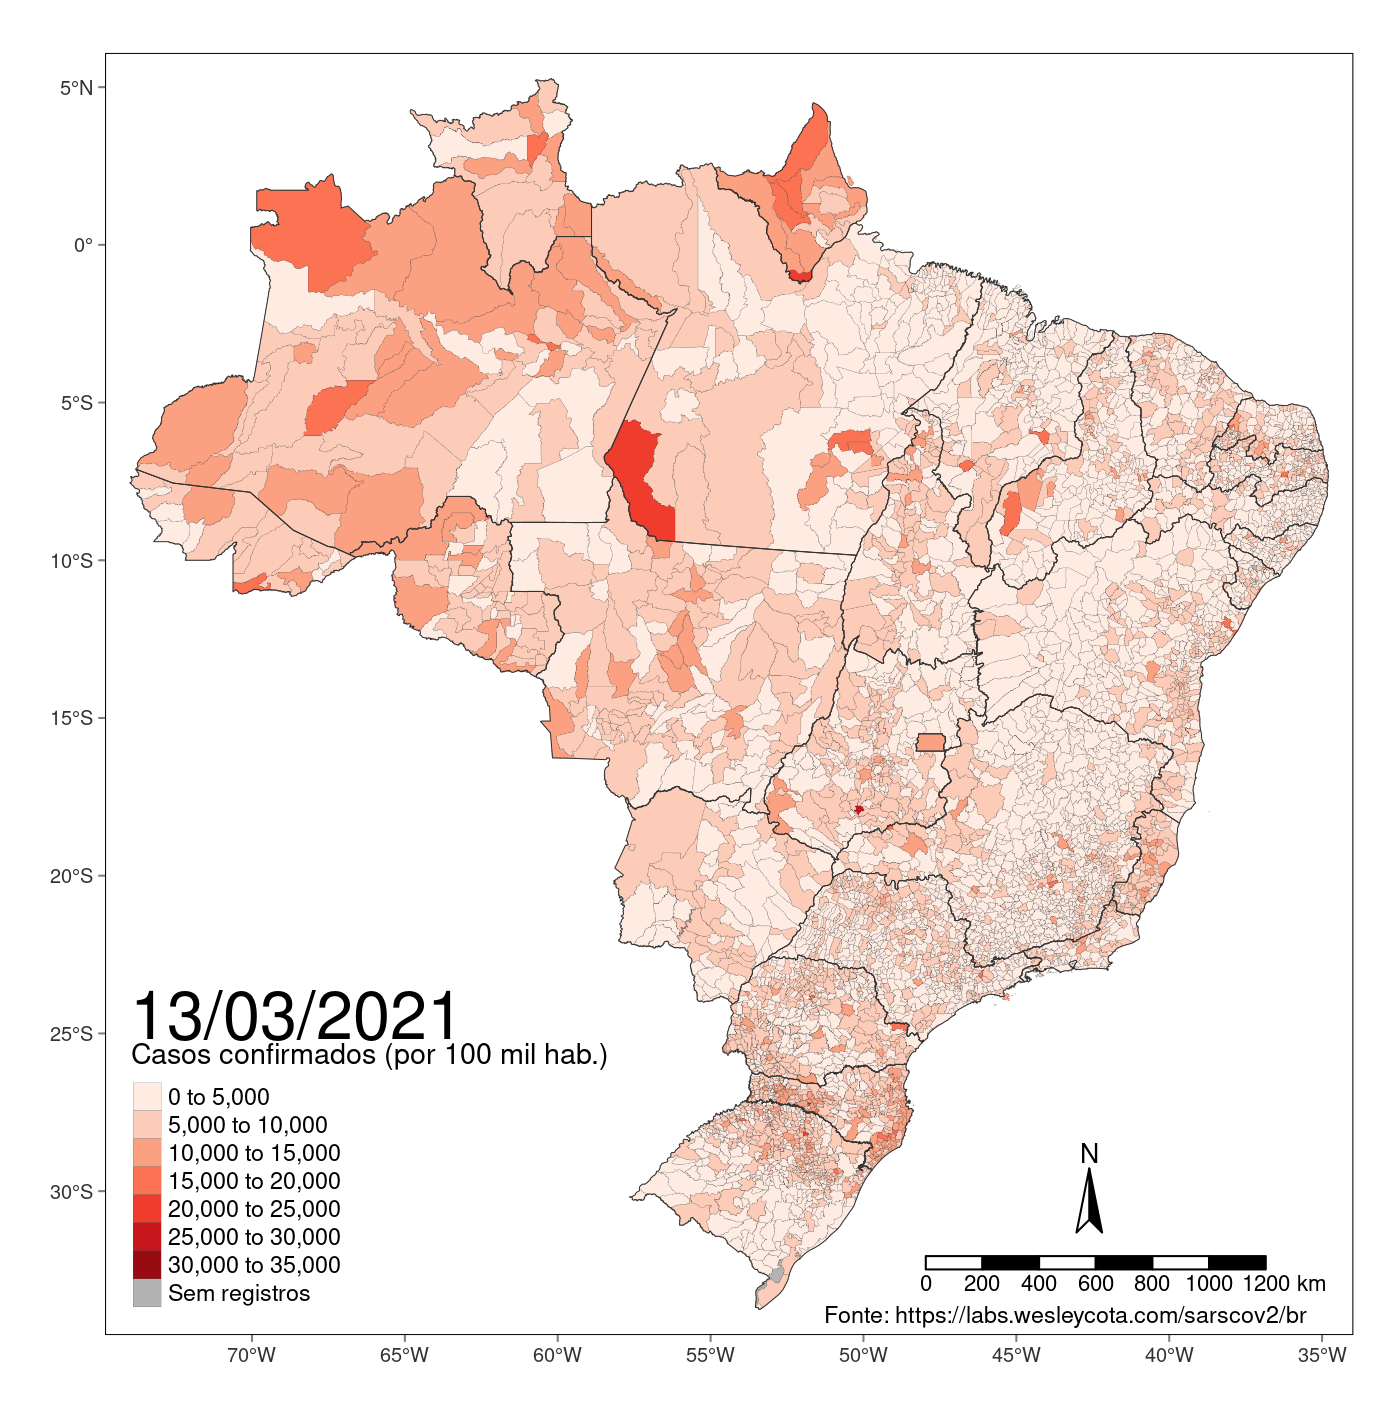 5°N
0°
5°S
10°S
15°S
20°S
25°S
30°S
13/03/2021
Casos confirmados (por 100 mil hab.)
0 to 5,000
5,000 to 10,000
10,000 to 15,000
15,000 to 20,000
20,000 to 25,000
25,000 to 30,000
30,000 to 35,000
Sem registros
N
0 200 400 600 800 1000 1200 km
Fonte: https://labs.wesleycota.com/sarscov2/br
70°W 65°W 60°W 55°W 50°W 45°W 40°W 35°W